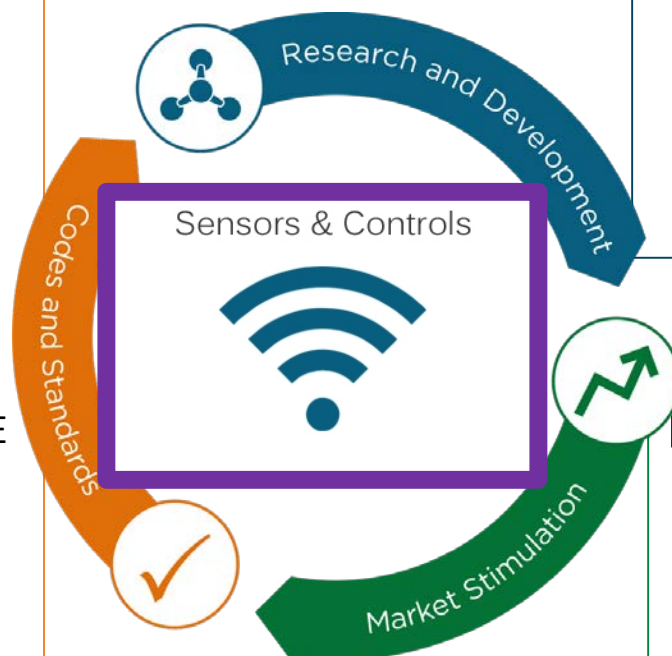 Research and Development
Sensors & Controls
Codes and Standards
E
Market Stimulation